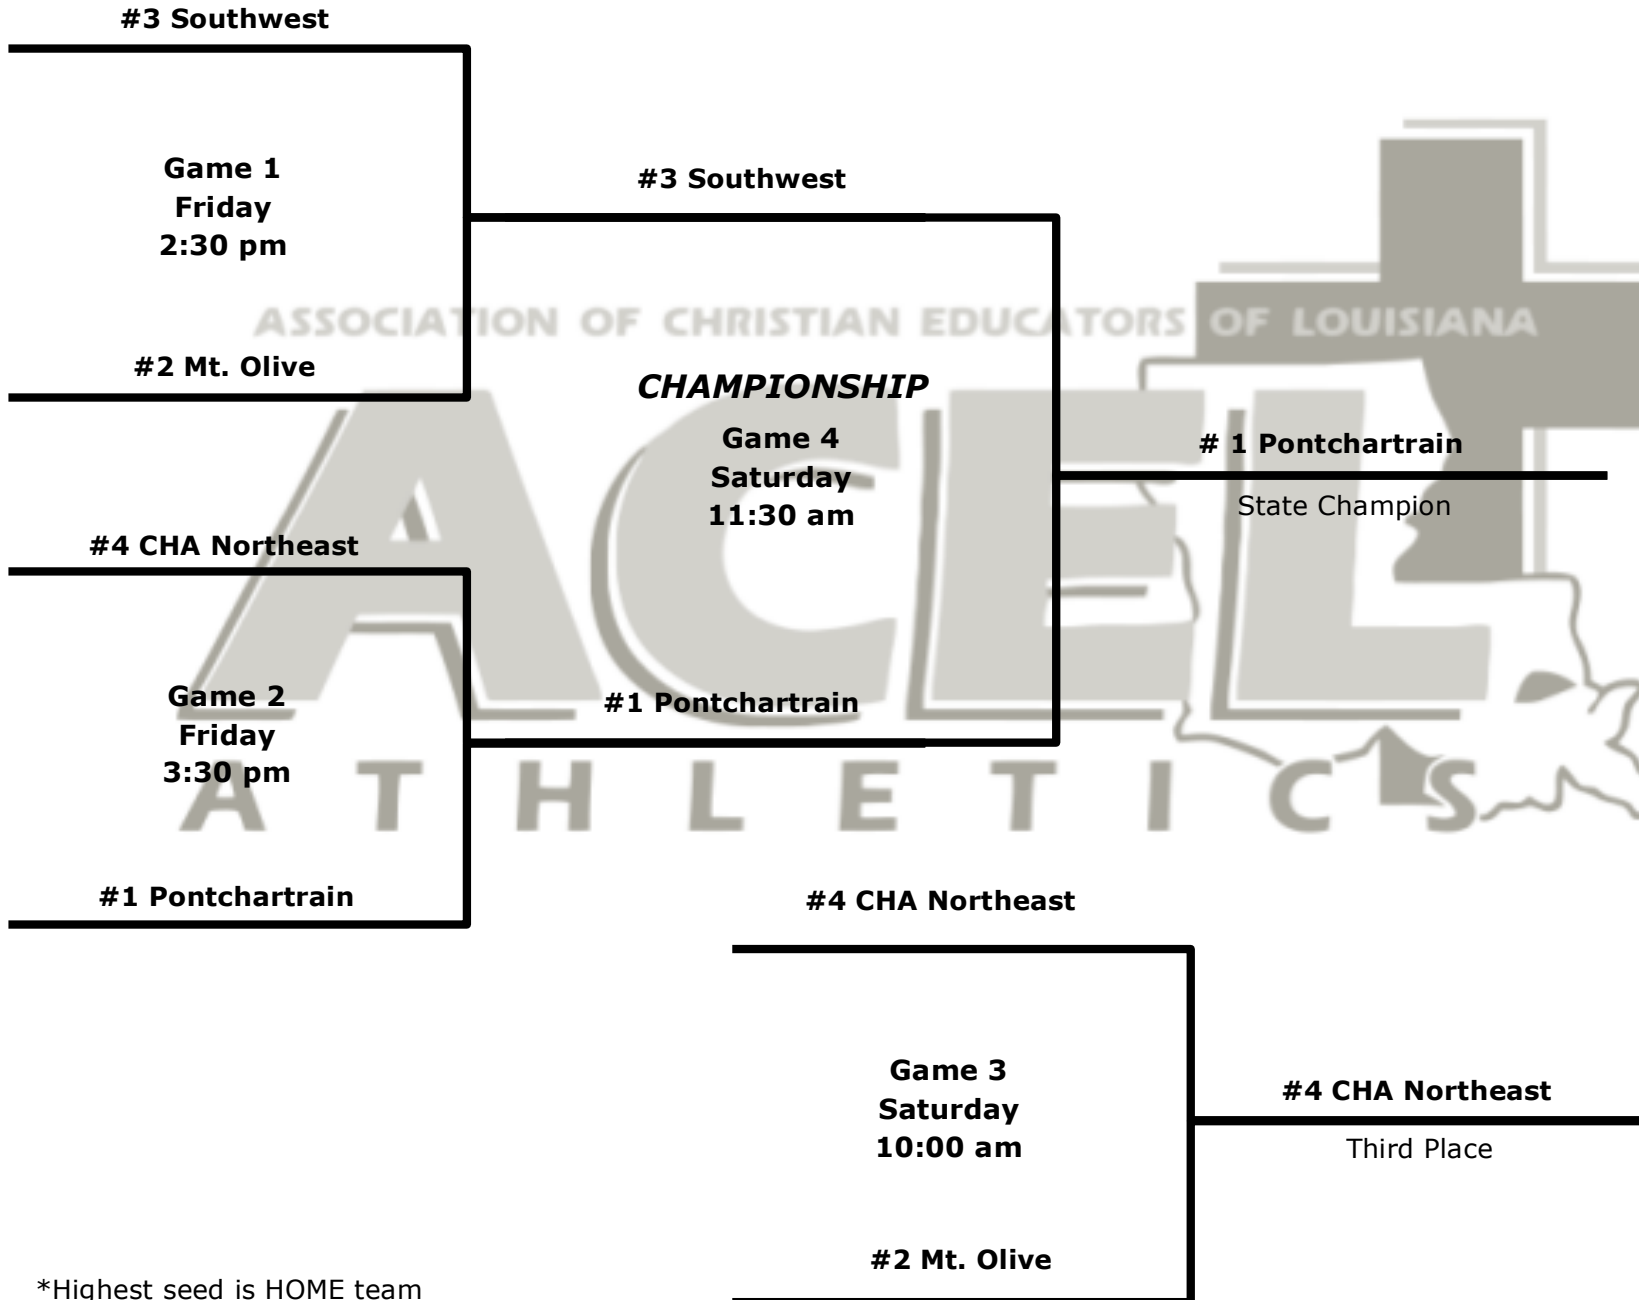 #3 Southwest
Game 1
Friday
2:30 pm
#2 Mt. Olive
#3 Southwest
ASSOCIATION OF CHRISTIAN EDUCATORS OF LOUISIANA
CHAMPIONSHIP
Game 4
Saturday
11:30 am
# 1 Pontchartrain
State Champion
ACEL
ATHLETICS
#4 CHA Northeast
Game 2
Friday
3:30 pm
#1 Pontchartrain
#1 Pontchartrain
#4 CHA Northeast
Game 3
Saturday
10:00 am
#2 Mt. Olive
#4 CHA Northeast
Third Place
*Highest seed is HOME team